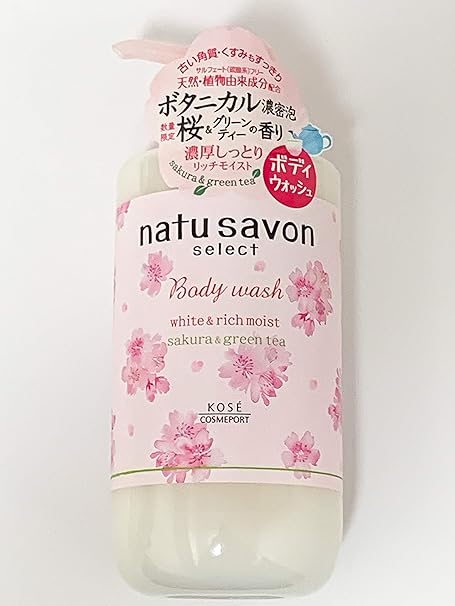 古い角質・くすみもすっきり
サルフェート(硫酸系)フリー
天然・植物由来成分配合
ボタニカル濃密泡
数量限定
桜&グリーンティーの香り
濃厚しっとり
リッチモイスト
sakura & green tea
ボディ
ウォッシュ
natu savon
select
Body wash
white & rich moist
sakura & green tea
KOSÉ
COSMEPORT